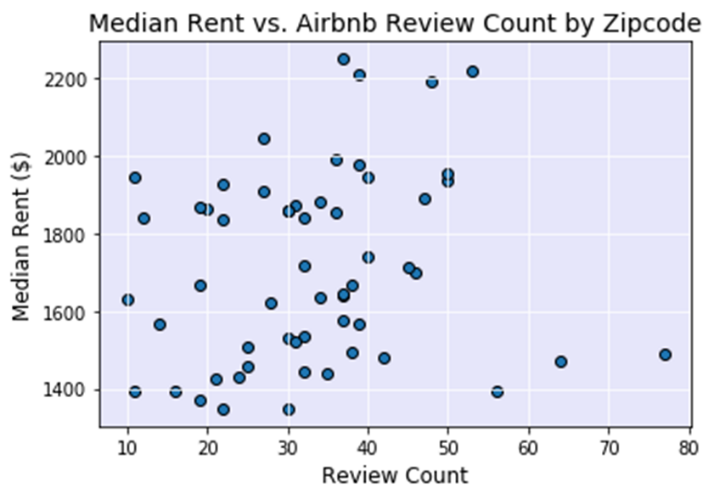 Median Rent vs. Airbnb Review Count by Zipcode
Median Rent ($)
2200
2000
1800
1600
1400
10 20 30 40 50 60 70 80
Review Count